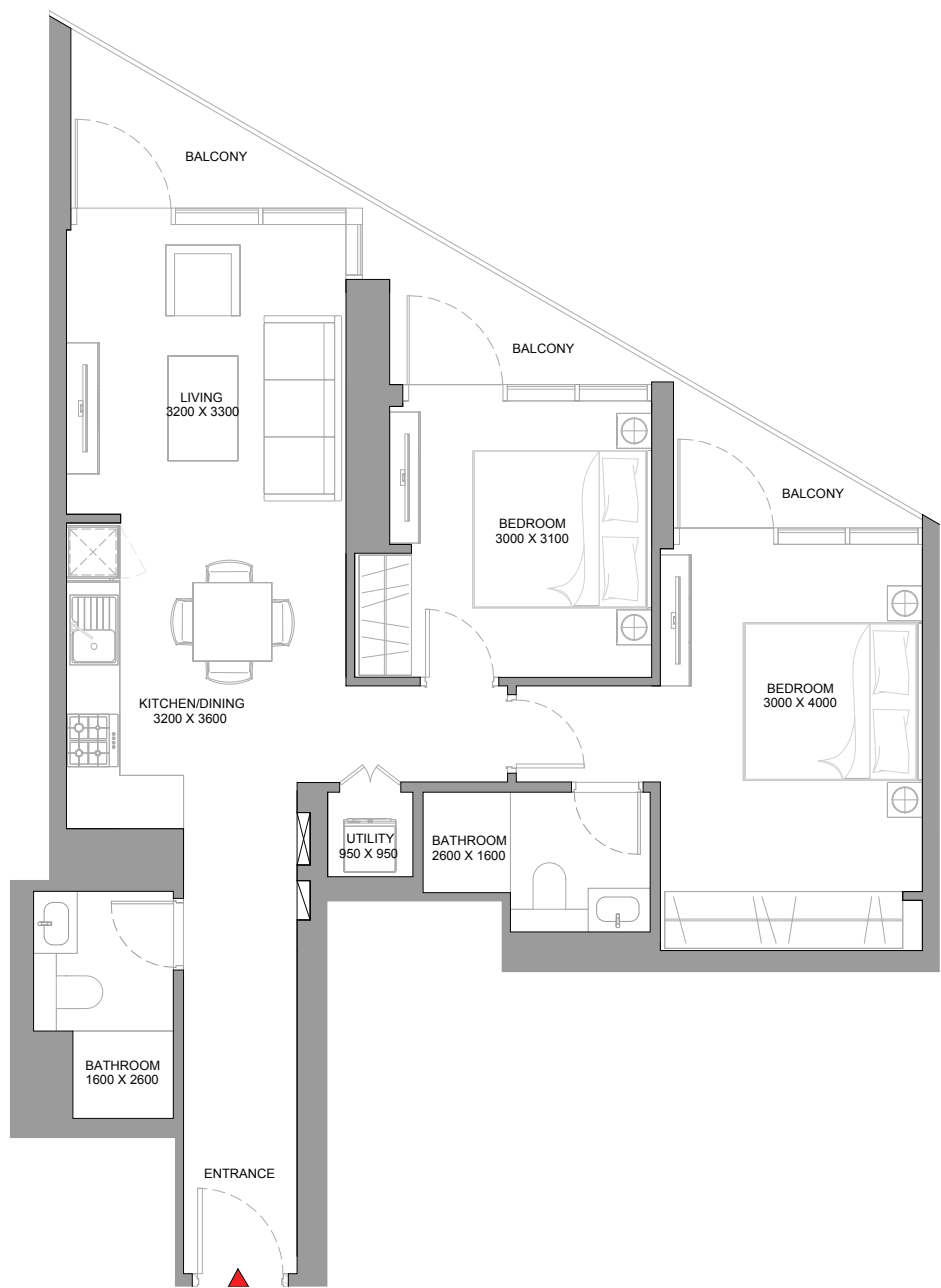 BALCONY
BALCONY
LIVING
3200 X 3300
BALCONY
BEDROOM
3000 X 3100
KITCHEN/DINING
3200 X 3600
BEDROOM
3000 X 4000
UTILITY
950 X 950
BATHROOM
2600 X 1600
BATHROOM
1600 X 2600
ENTRANCE